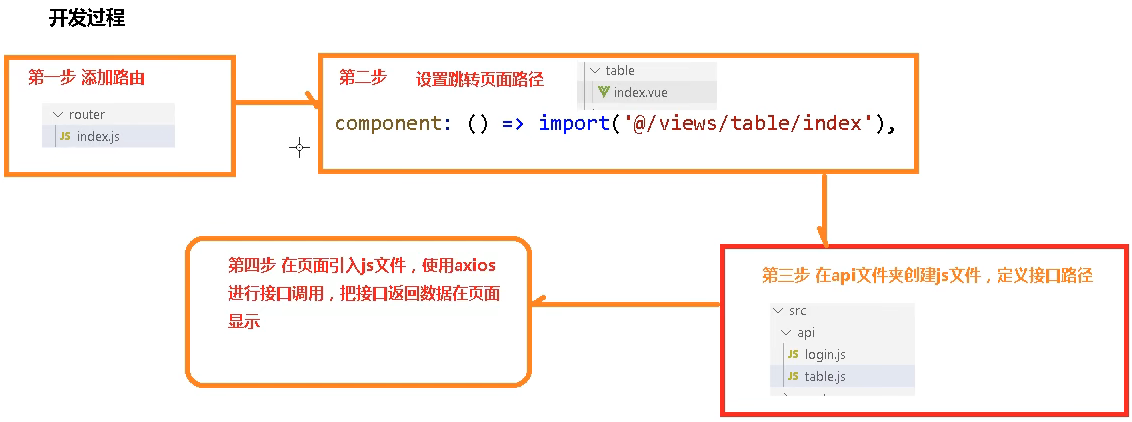 开发过程
第一步 添加路由
router
JS index.js
第二步 设置跳转页面路径
table
index.vue
component: () => import('@/views/table/index'),
第三步 在api文件夹创建js文件，定义接口路径
src
api
JS login.js
JS table.js
第四步 在页面引入js文件，使用axios
进行接口调用，把接口返回数据在页面
显示